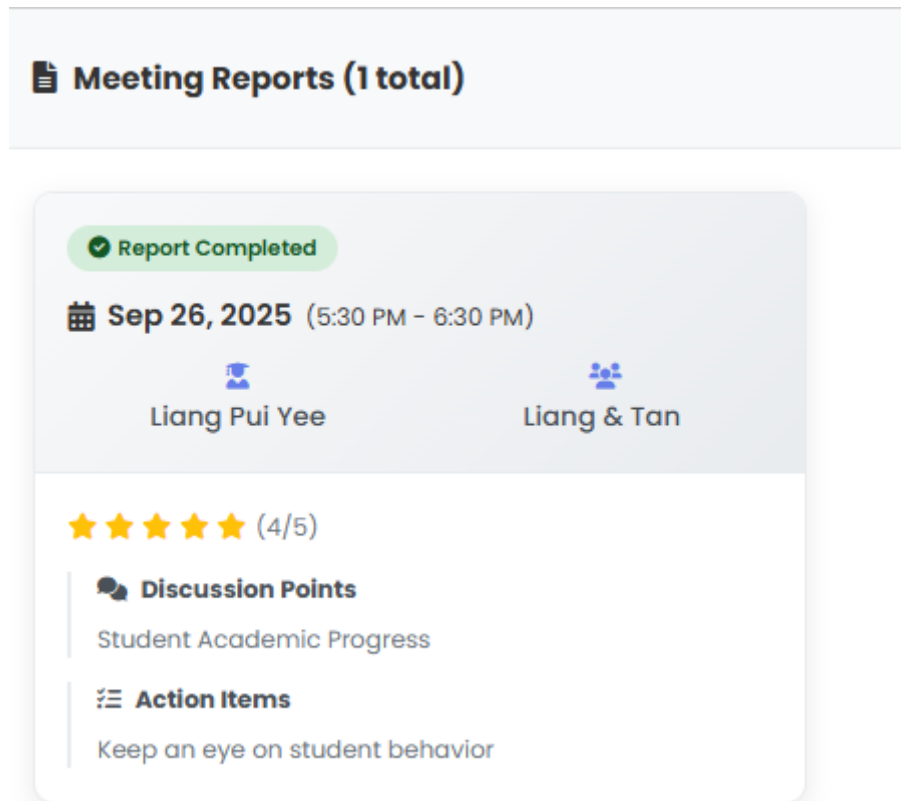 Meeting Reports (1 total)
Report Completed
Sep 26, 2025 (5:30 PM - 6:30 PM)
Liang Pui Yee
Liang & Tan
(4/5)
Discussion Points
Student Academic Progress
Action Items
Keep an eye on student behavior